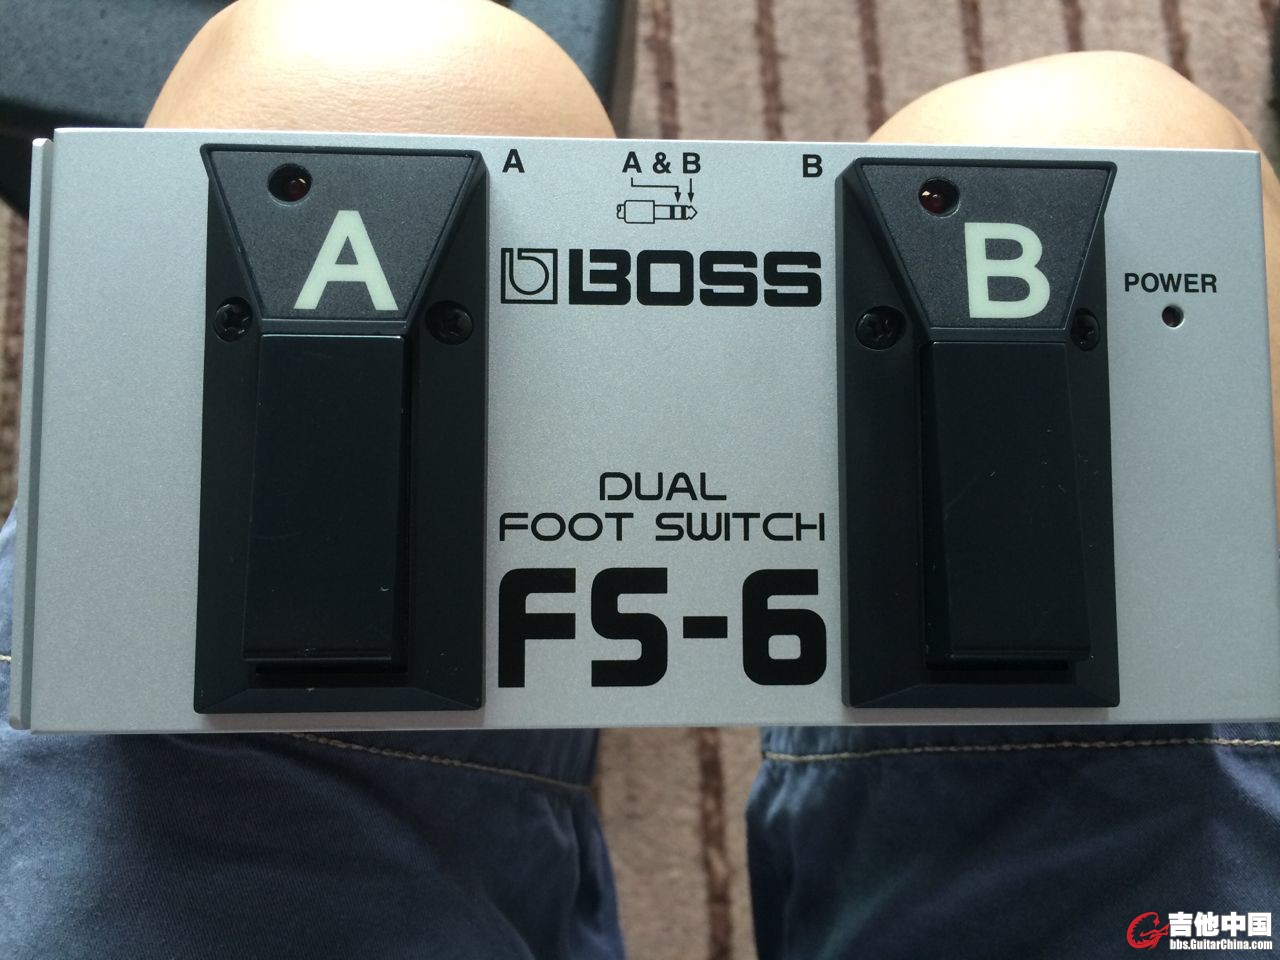 A
A & B
B
A
B
BOSS
POWER
DUAL
FOOT SWITCH
FS-6
吉他中国
bbs.GuitarChina.com